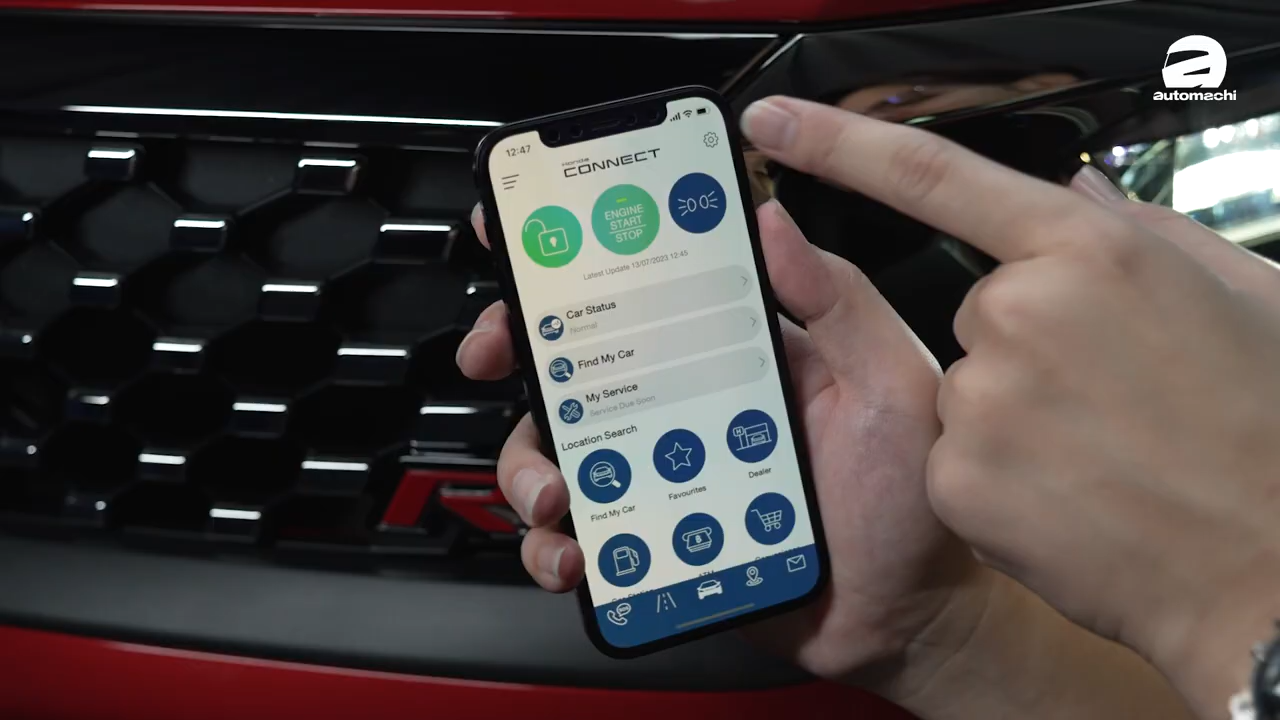 automachi
12:47
Honda
CONNECT
ENGINE
START
STOP
Latest Update 13/07/2023 12:45
Car Status
Normal
Find My Car
My Service
Service Due Soon
Location Search
Find My Car
Favourites
Dealer
R